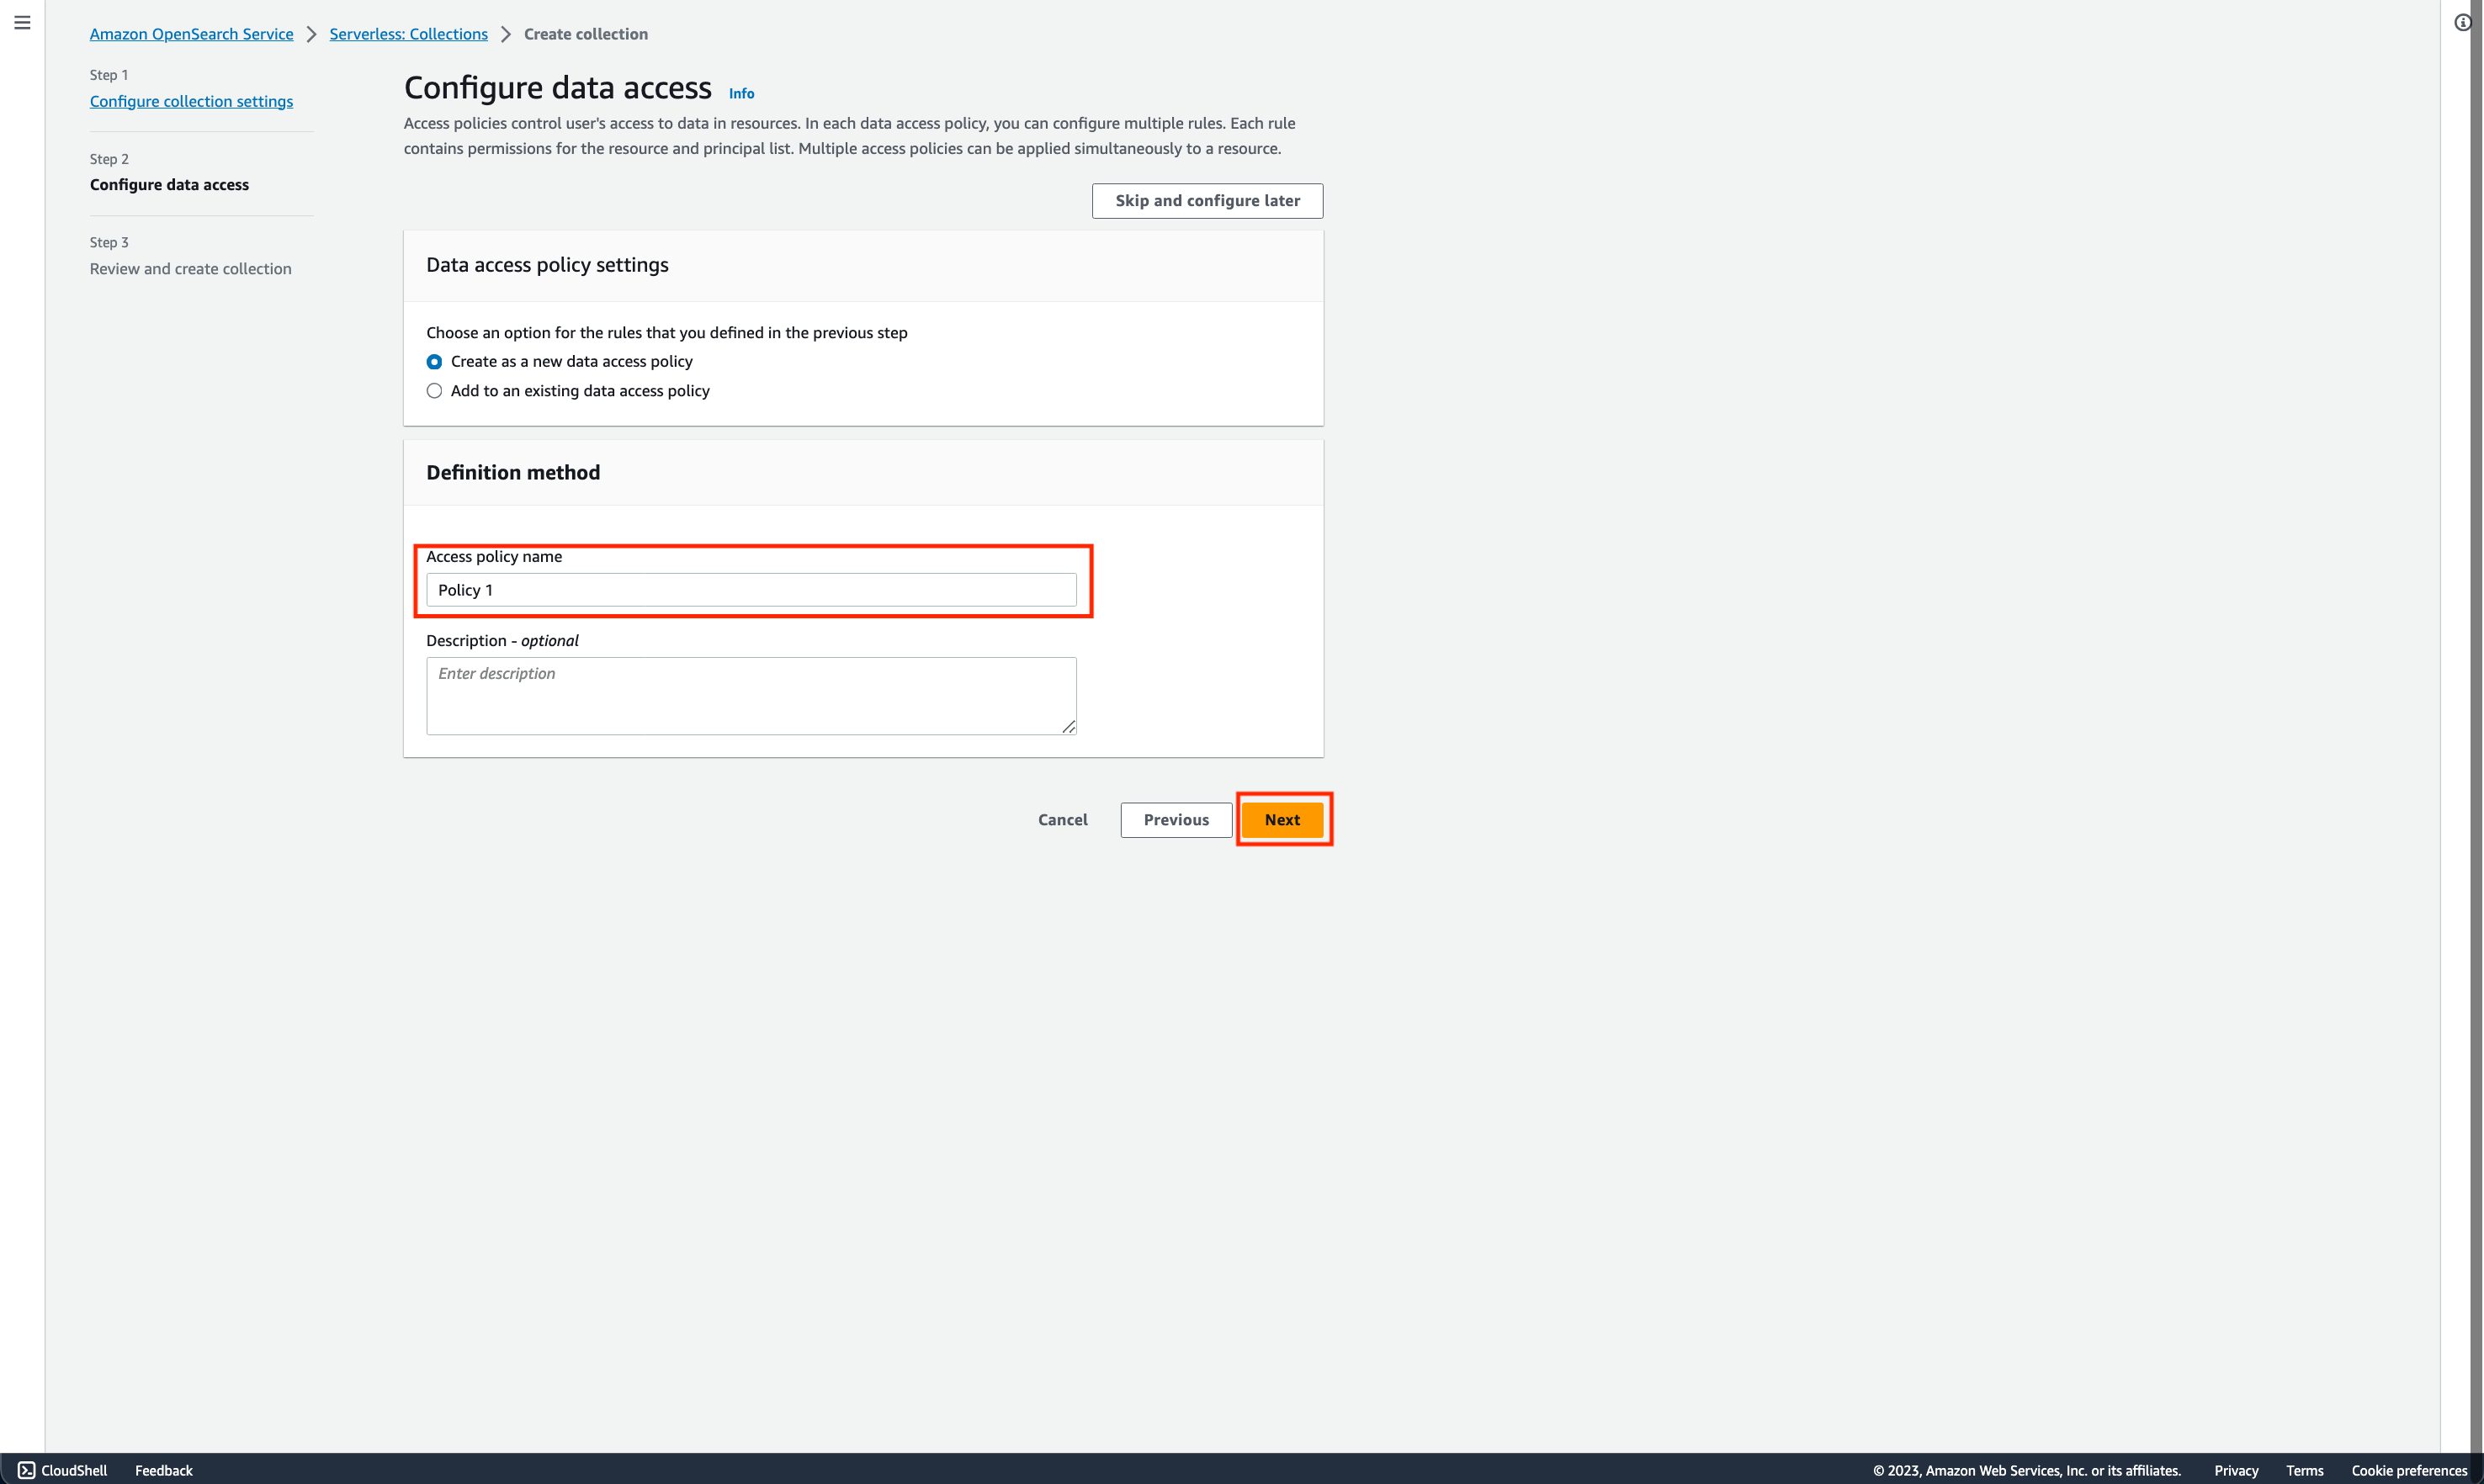 Amazon OpenSearch Service > Serverless: Collections > Create collection
Step 1
Configure collection settings
Step 2
Configure data access
Step 3
Review and create collection
Configure data access Info
Access policies control user's access to data in resources. In each data access policy, you can configure multiple rules. Each rule
contains permissions for the resource and principal list. Multiple access policies can be applied simultaneously to a resource.
Skip and configure later
Data access policy settings
Choose an option for the rules that you defined in the previous step
Create as a new data access policy
Add to an existing data access policy
Definition method
Access policy name
Policy 1
Description - optional
Enter description
Cancel Previous Next
CloudShell Feedback © 2023, Amazon Web Services, Inc. or its affiliates. Privacy Terms Cookie preferences